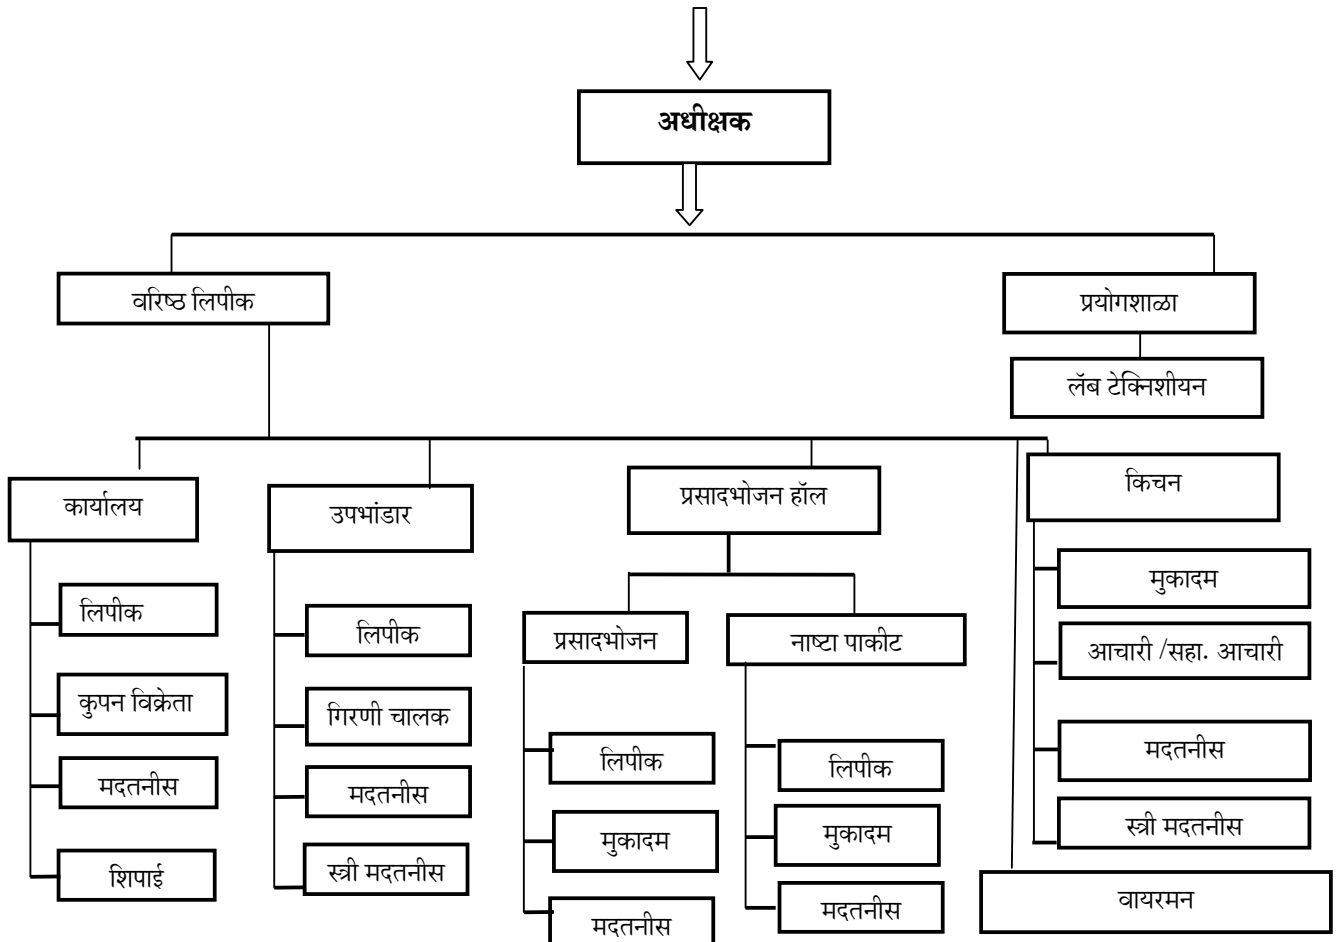 अधीक्षक
वरिष्ठ लिपीक
प्रयोगशाळा
लॅब टेक्निशीयन
कार्यालय
लिपीक
कुपन विक्रेता
मदतनीस
शिपाई
उपभांडार
लिपीक
गिरणी चालक
मदतनीस
स्त्री मदतनीस
प्रसादभोजन हॉल
प्रसादभोजन
लिपीक
मुकादम
मदतनीस
नाष्टा पाकीट
लिपीक
मुकादम
मदतनीस
किचन
मुकादम
आचारी /सहा. आचारी
मदतनीस
स्त्री मदतनीस
वायरमन